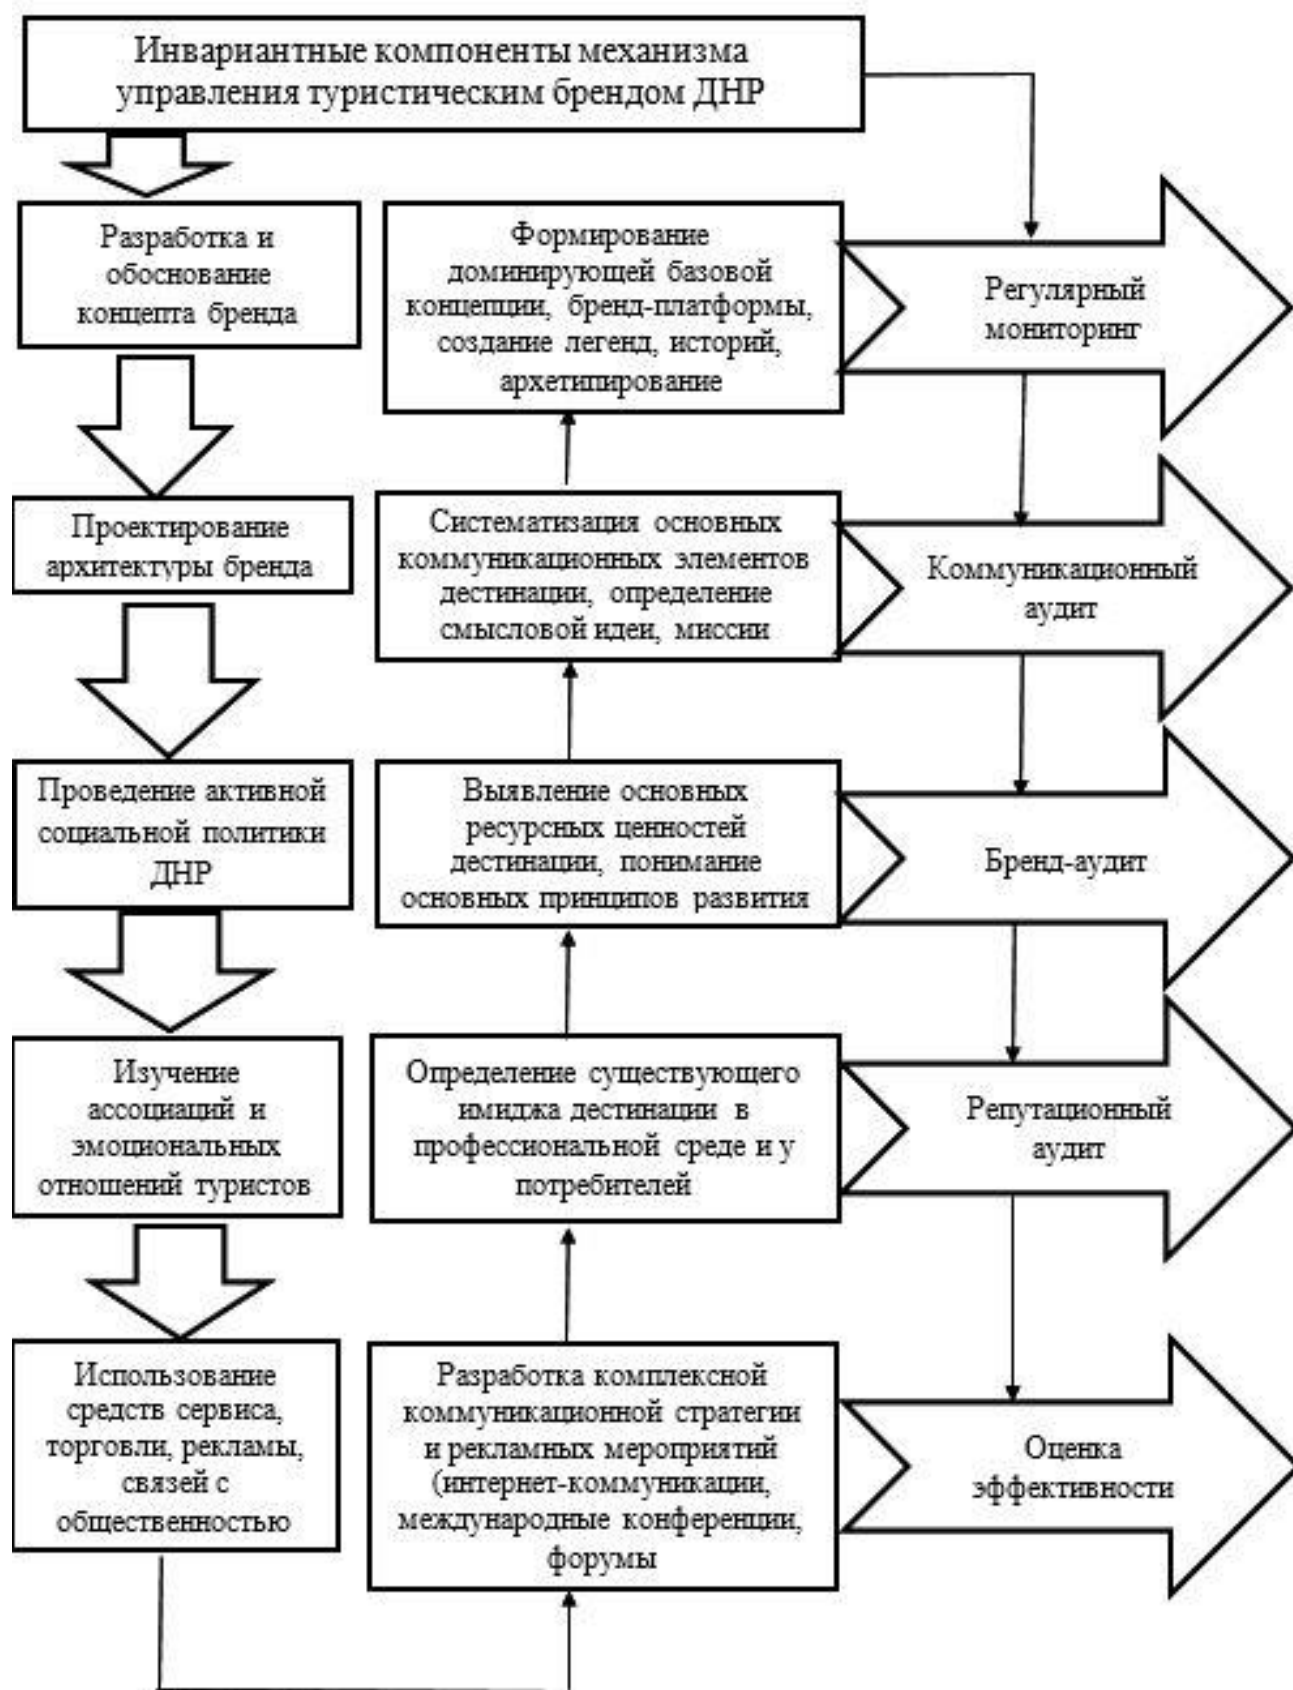 Инвариантные компоненты механизма
управления туристическим брендом ДНР
Разработка и
обоснование
концепта бренда
Формирование
доминирующей базовой
концепции, бренд-платформы,
создание легенд, историй,
архетипирование
Регулярный
мониторинг
Проектирование
архитектуры бренда
Систематизация основных
коммуникационных элементов
дестинации, определение
смысловой идеи, миссии
Коммуникационный
аудит
Проведение активной
социальной политики
ДНР
Выявление основных
ресурсных ценностей
дестинации, понимание
основных принципов развития
Бренд-аудит
Изучение
ассоциаций и
эмоциональных
отношений туристов
Определение существующего
имиджа дестинации в
профессиональной среде и у
потребителей
Репутационный
аудит
Использование
средств сервиса,
торговли, рекламы,
связей с
общественностью
Разработка комплексной
коммуникационной стратегии
и рекламных мероприятий
(интернет-коммуникации,
международные конференции,
форумы
Оценка
эффективности